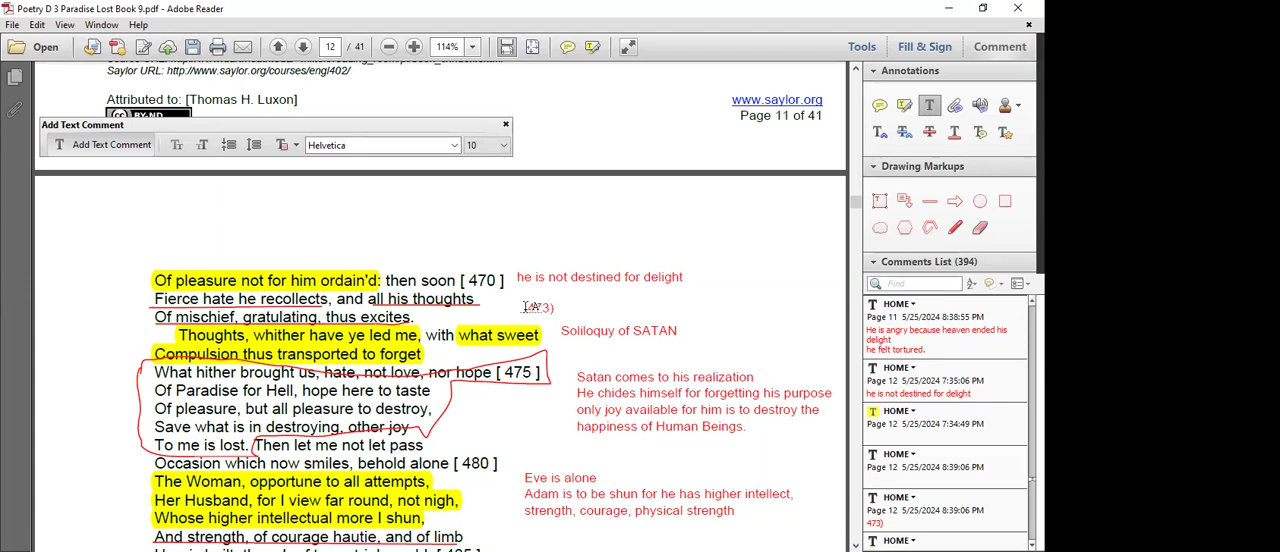 Poetry D 3 Paradise Lost Book 9.pdf - Adobe Reader
File Edit View Window Help
Open 12 / 41 114% Tools Fill & Sign Comment
Saylor URL: http://www.saylor.org/courses/engl402/
Attributed to: [Thomas H. Luxon]
www.saylor.org
Page 11 of 41
Add Text Comment
Add Text Comment Helvetica 10
Of pleasure not for him ordain'd: then soon [ 470 ] he is not destined for delight
Fierce hate he recollects, and all his thoughts
473)
Of mischief, gratulating, thus excites.
Thoughts, whither have ye led me, with what sweet Soliloquy of SATAN
Compulsion thus transported to forget
What hither brought us, hate, not love, nor hope [ 475 ]
Of Paradise for Hell, hope here to taste
Of pleasure, but all pleasure to destroy,
Save what is in destroying, other joy
To me is lost. Then let me not let pass
Satan comes to his realization
He chides himself for forgetting his purpose
only joy available for him is to destroy the
happiness of Human Beings.
Occasion which now smiles, behold alone [ 480 ]
The Woman, opportune to all attempts,
Her Husband, for I view far round, not nigh,
Whose higher intellectual more I shun,
And strength, of courage hautie, and of limb
Eve is alone
Adam is to be shun for he has higher intellect,
strength, courage, physical strength
Annotations
Drawing Markups
Comments List (394)
Find
HOME
Page 11 5/25/2024 8:38:55 PM
He is angry because heaven ended his
delight
he felt tortured.
HOME
Page 12 5/25/2024 7:35:06 PM
he is not destined for delight
HOME
Page 12 5/25/2024 7:34:49 PM
HOME
Page 12 5/25/2024 8:39:06 PM
HOME
Page 12 5/25/2024 8:39:06 PM
473)
HOME